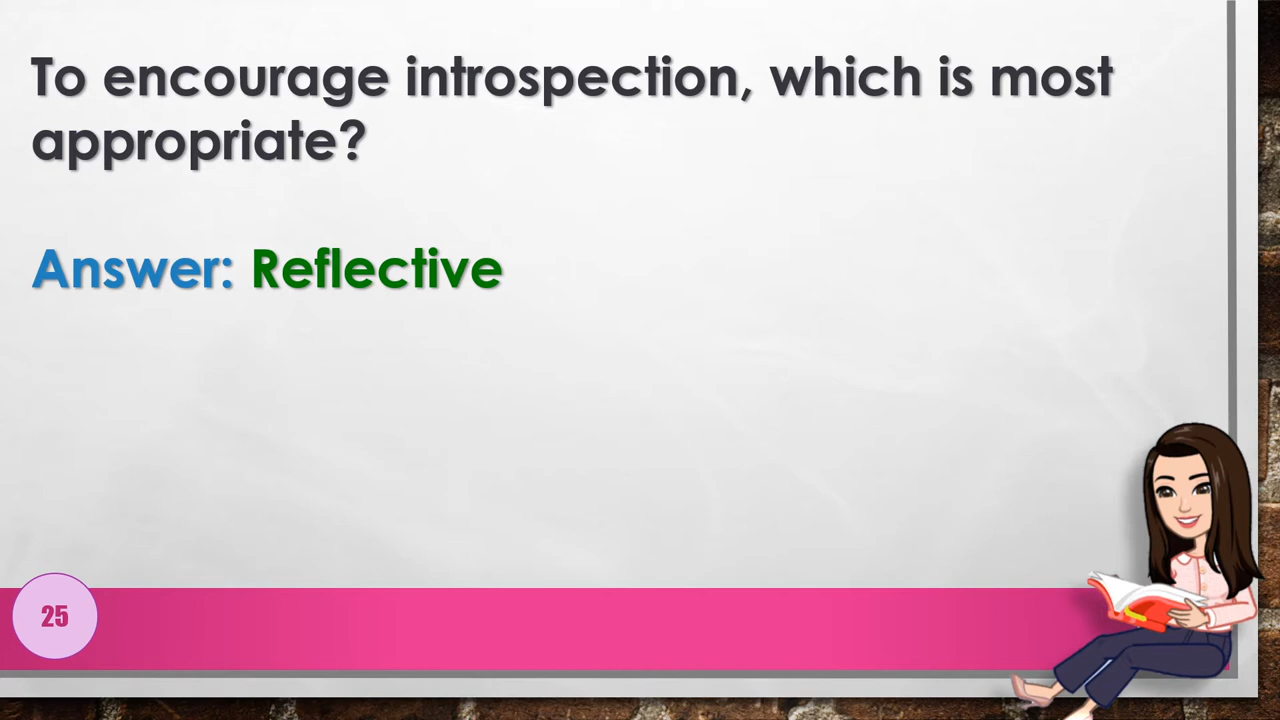 To encourage introspection, which is most
appropriate?
Answer: Reflective
25